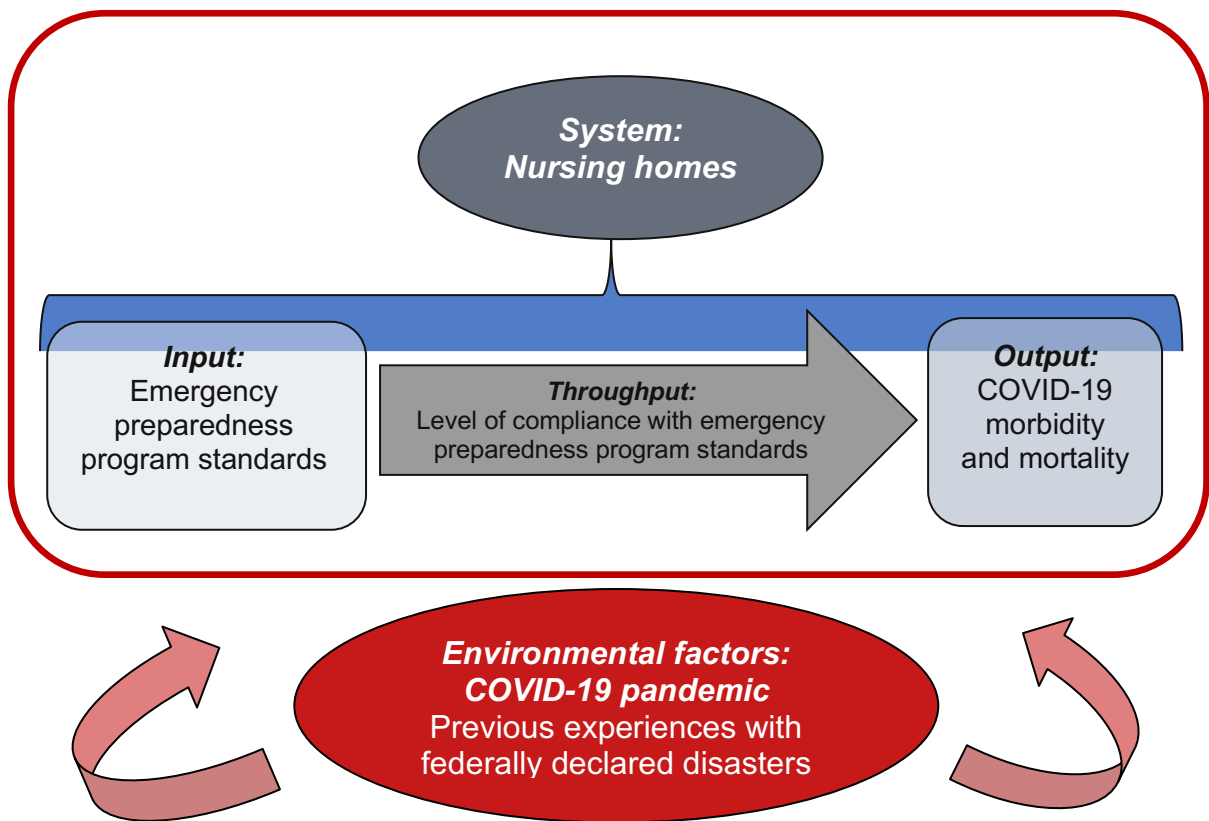 System:
Nursing homes
Input:
Emergency
preparedness
program standards
Throughput:
Level of compliance with emergency
preparedness program standards
Output:
COVID-19
morbidity
and mortality
Environmental factors:
COVID-19 pandemic
Previous experiences with
federally declared disasters